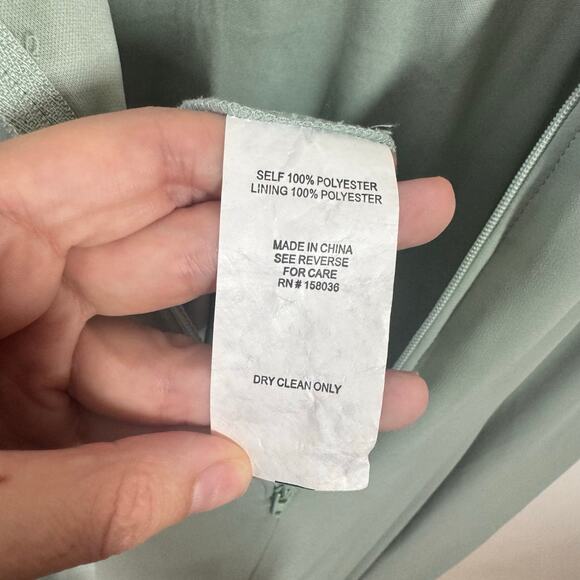 SELF 100% POLYESTER
LINING 100% POLYESTER
MADE IN CHINA
SEE REVERSE
FOR CARE
RN # 158036
DRY CLEAN ONLY